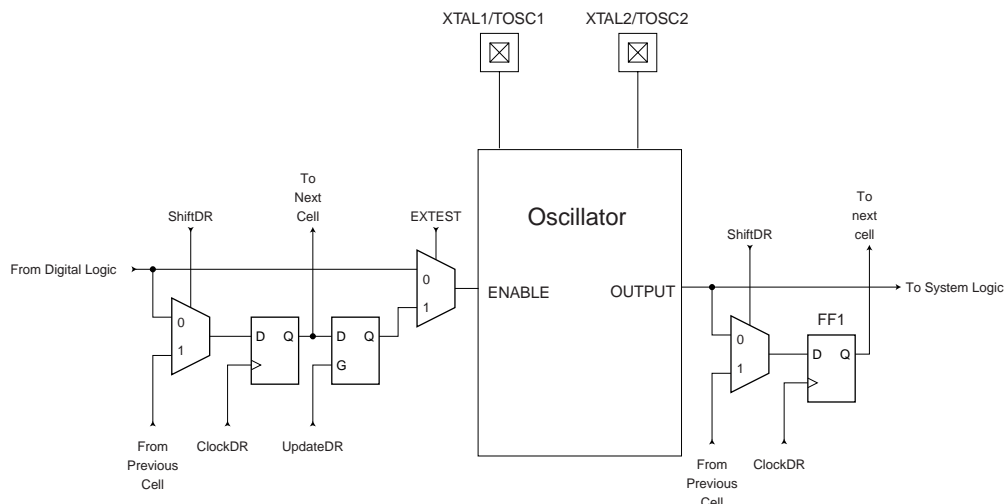 XTAL1/TOSC1
XTAL2/TOSC2
To
Next
Cell
ShiftDR
EXTEST
From Digital Logic
0
1
D Q
D Q
G
0
1
ENABLE
Oscillator
OUTPUT
To
next
cell
ShiftDR
To System Logic
FF1
0
1
D Q
From
Previous
Cell
ClockDR
UpdateDR
From
Previous
Cell
ClockDR